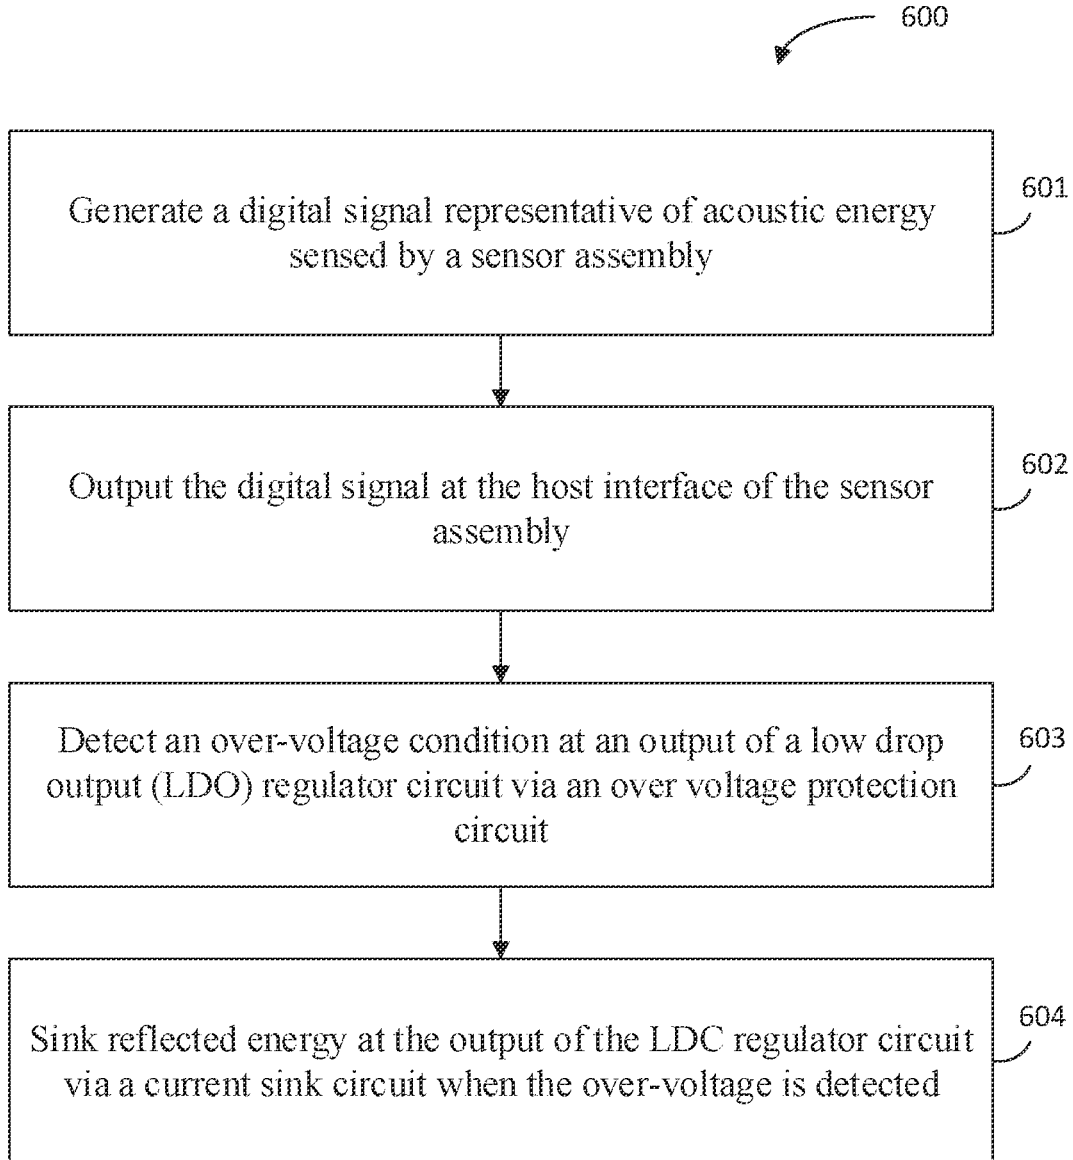 600
Generate a digital signal representative of acoustic energy
sensed by a sensor assembly
601
Output the digital signal at the host interface of the sensor
assembly
602
Detect an over-voltage condition at an output of a low drop
output (LDO) regulator circuit via an over voltage protection
circuit
603
Sink reflected energy at the output of the LDC regulator circuit
via a current sink circuit when the over-voltage is detected
604